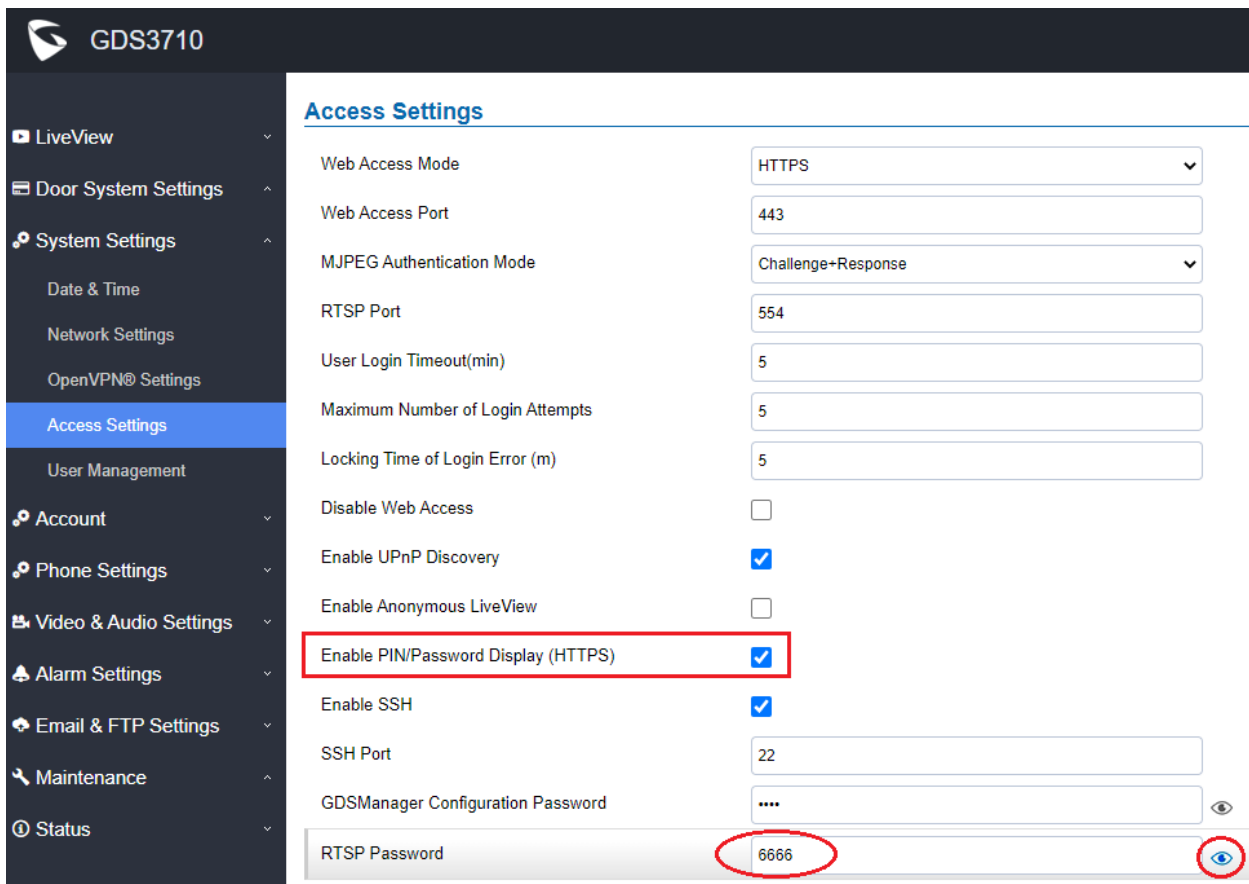 GDS3710
LiveView
Door System Settings
System Settings
Date & Time
Network Settings
OpenVPN® Settings
Access Settings
User Management
Account
Phone Settings
Video & Audio Settings
Alarm Settings
Email & FTP Settings
Maintenance
Status
Access Settings
Web Access Mode HTTPS
Web Access Port 443
MJPEG Authentication Mode Challenge+Response
RTSP Port 554
User Login Timeout(min) 5
Maximum Number of Login Attempts 5
Locking Time of Login Error (m) 5
Disable Web Access
Enable UPnP Discovery
Enable Anonymous LiveView
Enable PIN/Password Display (HTTPS)
Enable SSH
SSH Port 22
GDSManager Configuration Password ••••
RTSP Password 6666